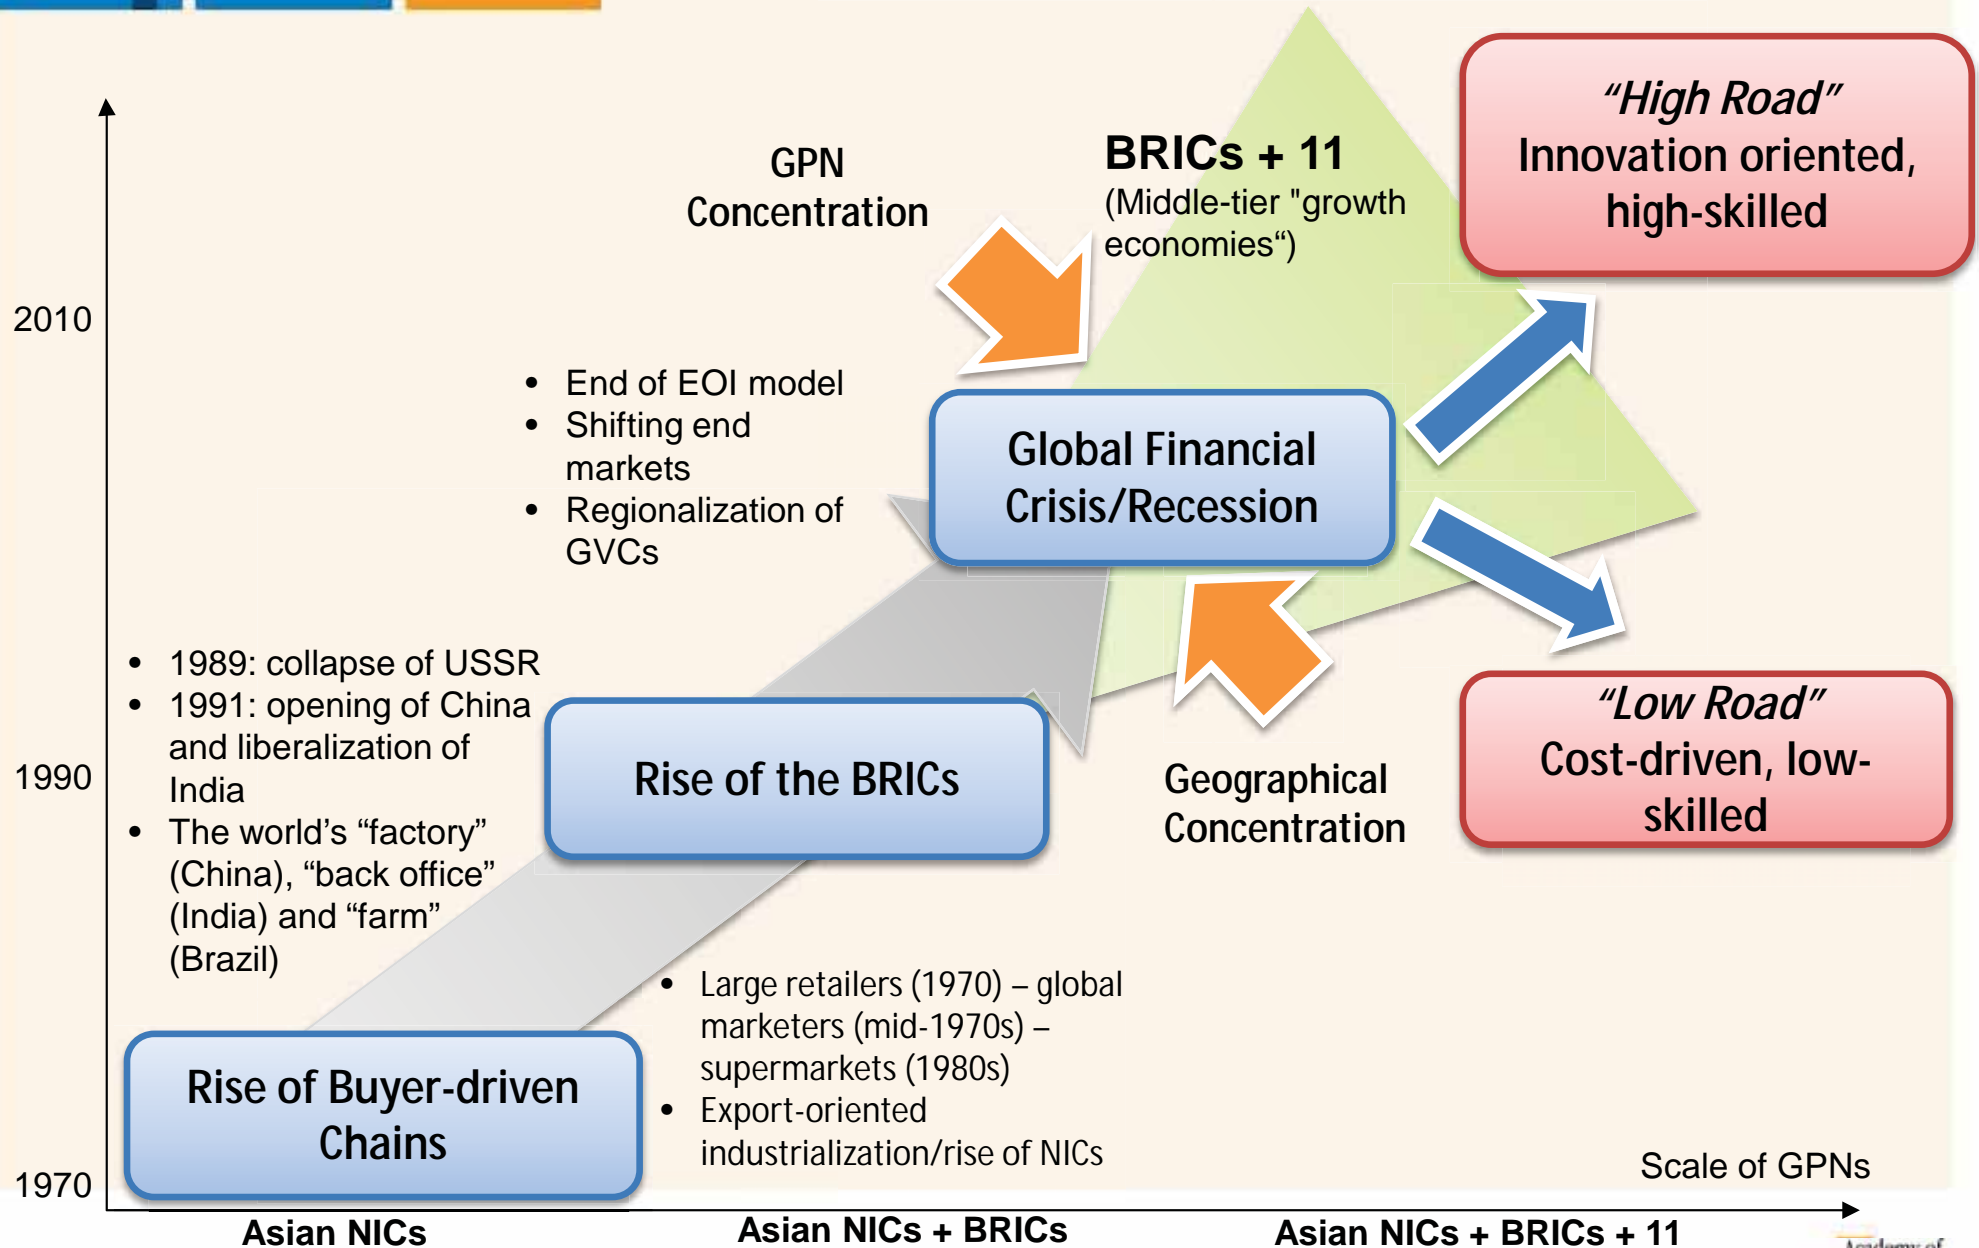 "High Road"
Innovation oriented,
high-skilled
GPN
Concentration
BRICs + 11
(Middle-tier "growth
economies“)
2010
• End of EOI model
• Shifting end
markets
• Regionalization of
GVCs
Global Financial
Crisis/Recession
• 1989: collapse of USSR
• 1991: opening of China
and liberalization of
India
• The world’s “factory”
(China), “back office”
(India) and “farm”
(Brazil)
1990
Rise of the BRICs
Geographical
Concentration
“Low Road”
Cost-driven, low-
skilled
• Large retailers (1970) – global
marketers (mid-1970s) –
supermarkets (1980s)
• Export-oriented
industrialization/rise of NICs
Rise of Buyer-driven
Chains
1970
Scale of GPNs
Asian NICs
Asian NICs + BRICs
Asian NICs + BRICs + 11
Academy of